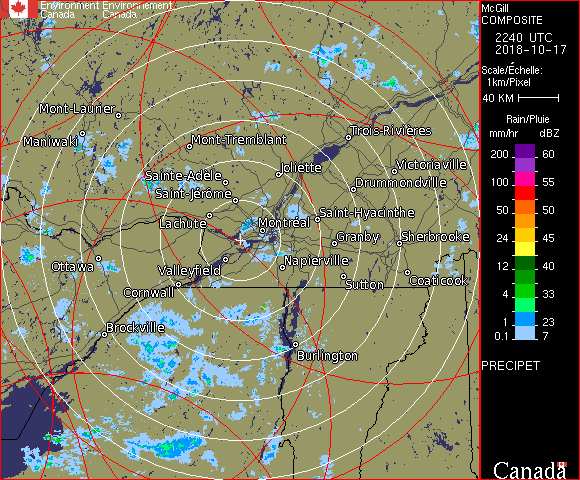 Environment Environnement
Canada Canada
McGill
COMPOSITE
2240 UTC
2018-10-17
Scale/Échelle:
1km/Pixel
40 KM
Rain/Pluie
mm/hr dBZ
200 60
100 55
50 50
24 45
12 40
4 33
1 23
0.1 7
PRECIPET
Canada
Mont-Laurier
Maniwaki
Mont-Tremblant
Trois-Rivières
Joliette
Victoriaville
Sainte-Adèle
Drummondville
Saint-Jérôme
Saint-Hyacinthe
Lachute
Montréal
Granby
Sherbrooke
Ottawa
Valleyfield
Napierville
Cornwall
Sutton
Coaticook
Brockville
Burlington